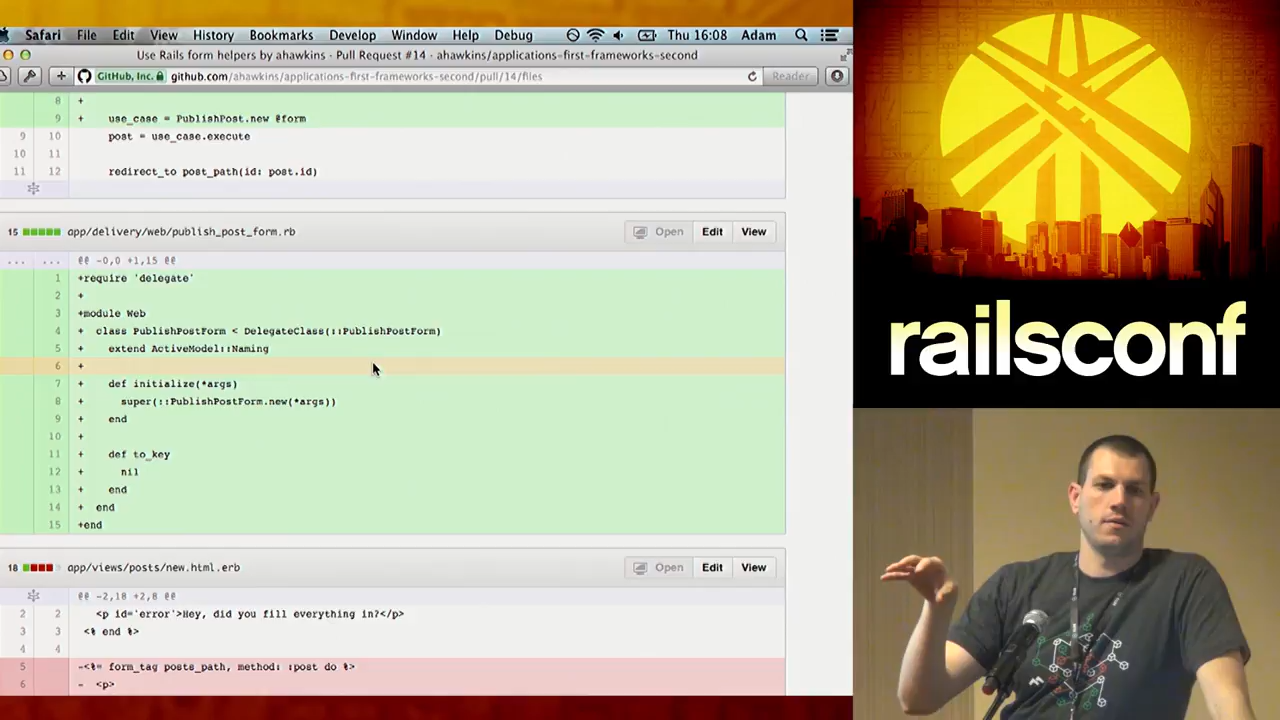 Safari File Edit View History Bookmarks Develop Window Help Debug Thu 16:08 Adam
Use Rails form helpers by ahawkins · Pull Request #14 · ahawkins/applications-first-frameworks-second
GitHub, Inc. github.com/ahawkins/applications-first-frameworks-second/pull/14/files Reader
8 +
9 + use_case = PublishPost.new @form
9 10 post = use_case.execute
10 11
11 12 redirect_to post_path(id: post.id)
15 app/delivery/web/publish_post_form.rb Open Edit View
... ... @@ -0,0 +1,15 @@
1 +require 'delegate'
2 +
3 +module Web
4 + class PublishPostForm < DelegateClass(::PublishPostForm)
5 + extend ActiveModel::Naming
6 +
7 + def initialize(*args)
8 + super(::PublishPostForm.new(*args))
9 + end
10 +
11 + def to_key
12 + nil
13 + end
14 + end
15 +end
18 app/views/posts/new.html.erb Open Edit View
@@ -2,18 +2,8 @@
2 2 <p id='error'>Hey, did you fill everything in?</p>
3 3 <% end %>
4 4
5 -<%= form_tag posts_path, method: :post do %>
6 - <p>
railsconf